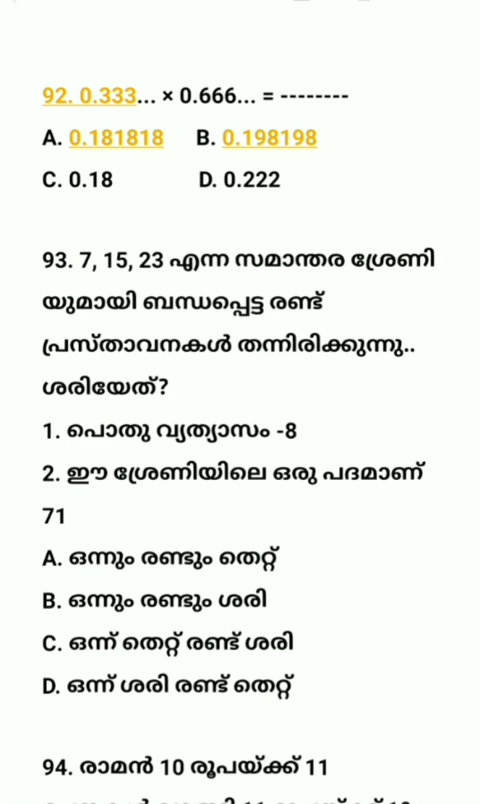 92. 0.333... × 0.666... = --------
A. 0.181818 B. 0.198198
C. 0.18 D. 0.222
93. 7, 15, 23 എന്ന സമാന്തര ശ്രേണി
യുമായി ബന്ധപ്പെട്ട രണ്ട്
പ്രസ്താവനകൾ തന്നിരിക്കുന്നു..
ശരിയേത്?
1. പൊതു വ്യത്യാസം -8
2. ഈ ശ്രേണിയിലെ ഒരു പദമാണ്
71
A. ഒന്നും രണ്ടും തെറ്റ്
B. ഒന്നും രണ്ടും ശരി
C. ഒന്ന് തെറ്റ് രണ്ട് ശരി
D. ഒന്ന് ശരി രണ്ട് തെറ്റ്
94. രാമൻ 10 രൂപയ്ക്ക് 11